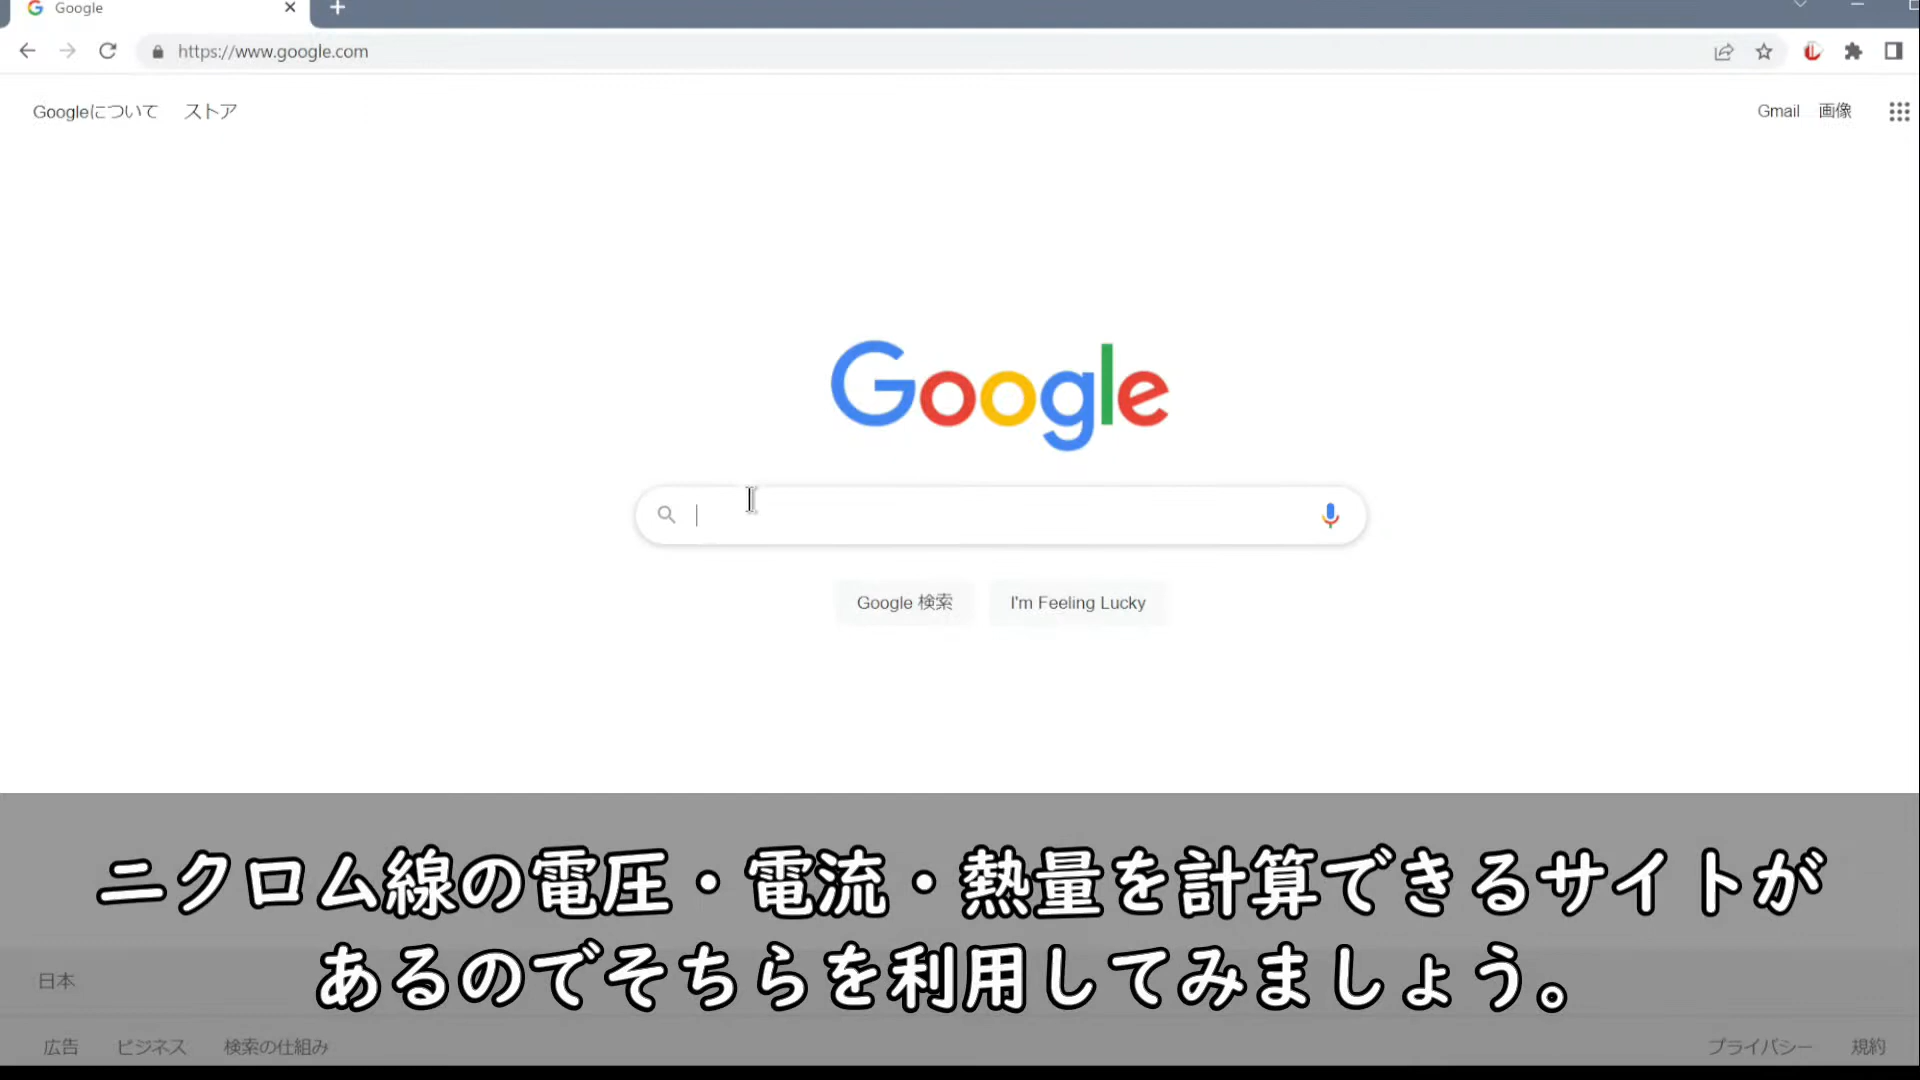 Google
https://www.google.com
Googleについて ストア
Gmail 画像
Google
Google 検索 I'm Feeling Lucky
ニクロム線の電圧・電流・熱量を計算できるサイトが
あるのでそちらを利用してみましょう。
日本
広告 ビジネス 検索の仕組み プライバシー 規約